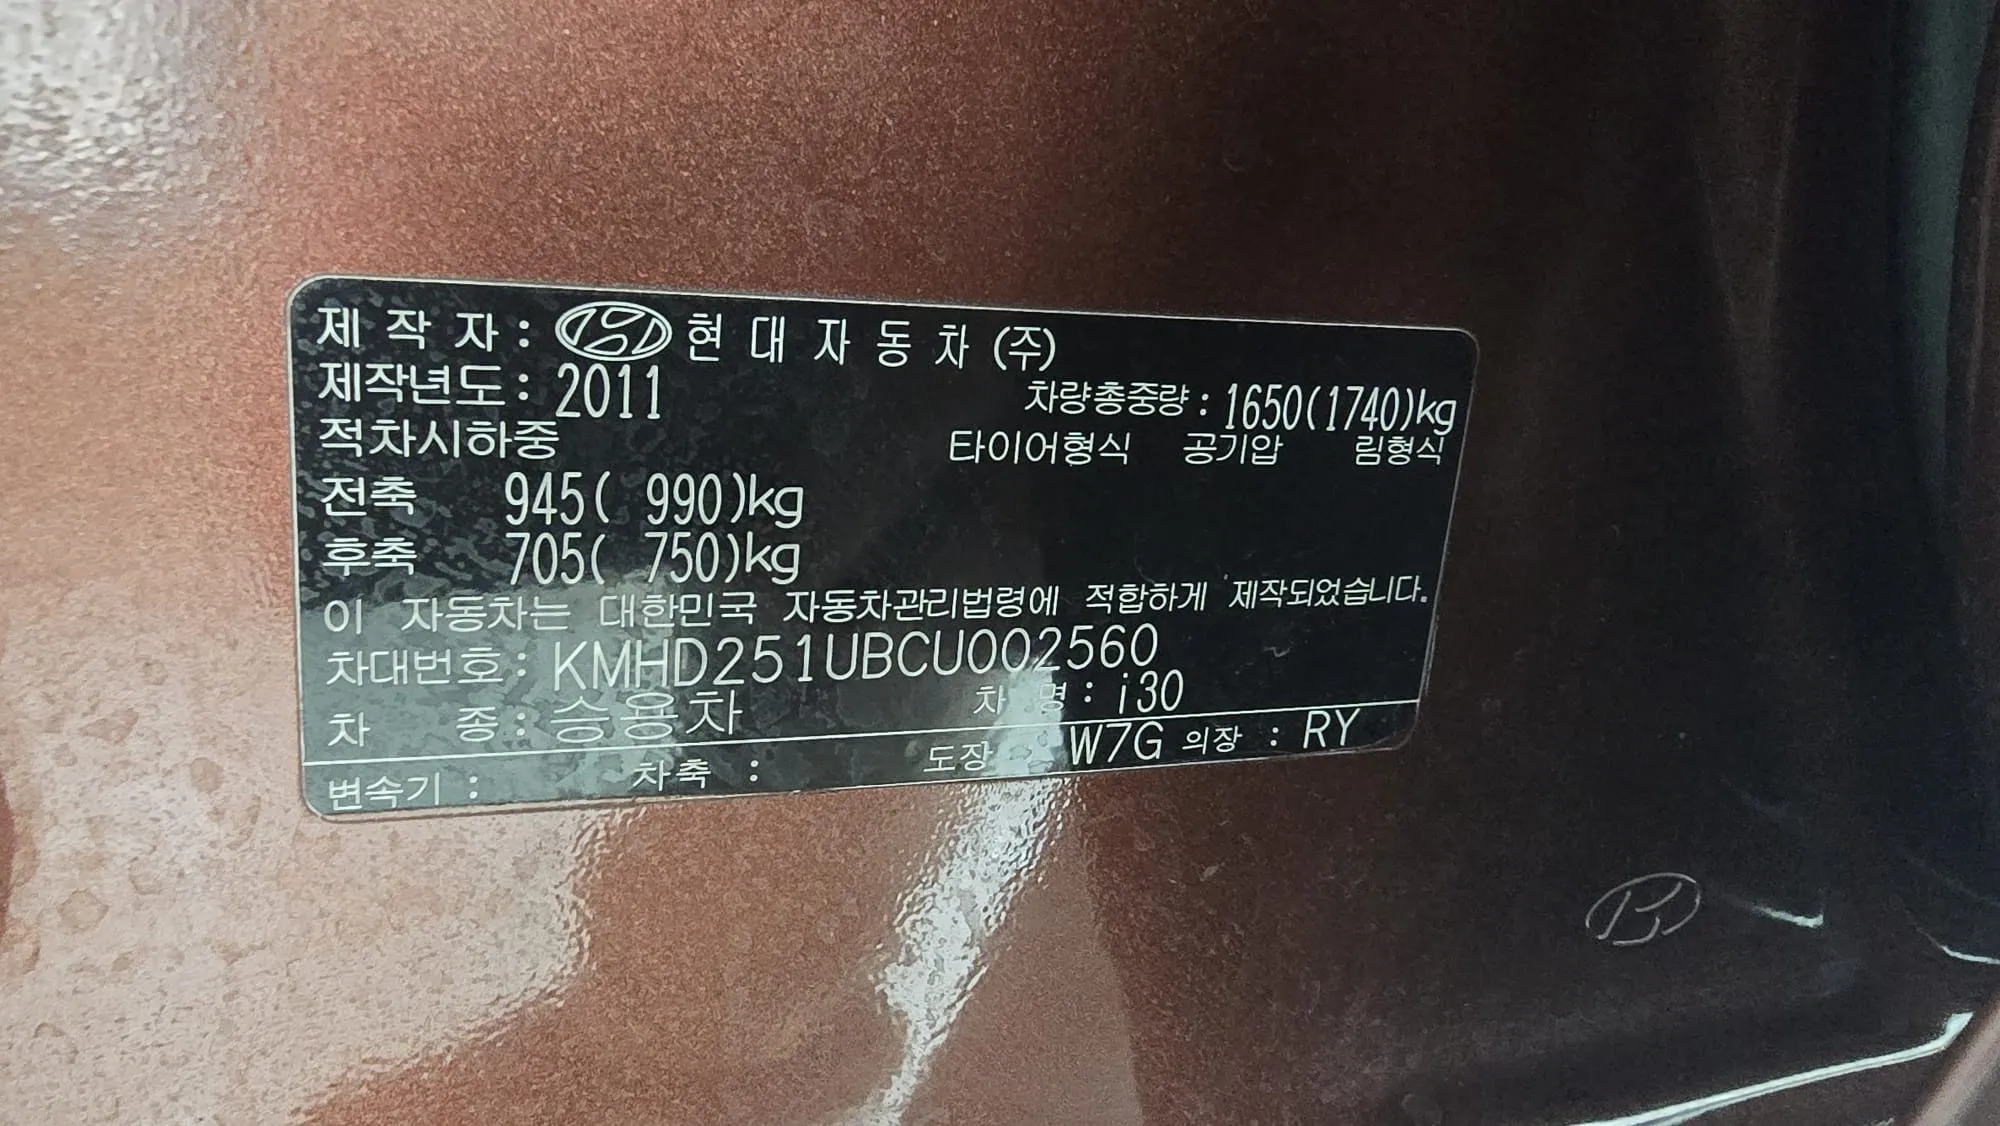 제 작 자 : 현 대 자 동 차 (주)
제작년도 : 2011 차량총중량 : 1650(1740)kg
적차시하중 타이어형식 공기압 림형식
전축 945( 990)kg
후축 705( 750)kg
이 자동차는 대한민국 자동차관리법령에 적합하게 제작되었습니다.
차대번호 : KMHD251UBCU002560
차 종 : 승용차 차 명 : i30
변속기 : 차축 : 도장 : W7G 의장 : RY